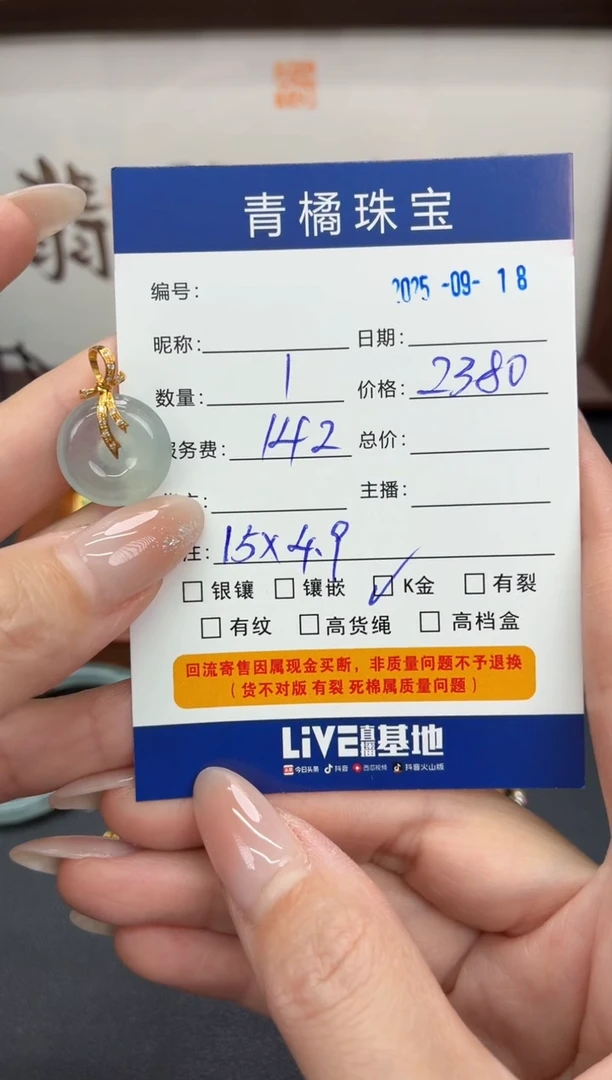 翡
青橘珠宝
编号: 2025-09-18
昵称: 日期:
数量: 1 价格: 2380
服务费: 142 总价:
主播:
注: 15x4.9
银镶 镶嵌 K金 有裂
有纹 高货绳 高档盒
回流寄售因属现金买断，非质量问题不予退换
（货不对版 有裂 死棉属质量问题）
LiVE直播基地
今日头条 抖音 西瓜视频 抖音火山版